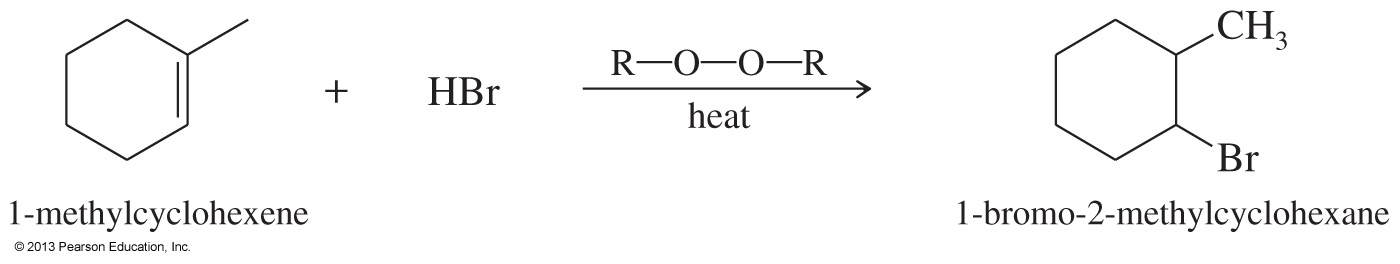 CH₃
R—O—O—R
+ HBr
heat
Br
1-methylcyclohexene
1-bromo-2-methylcyclohexane
© 2013 Pearson Education, Inc.